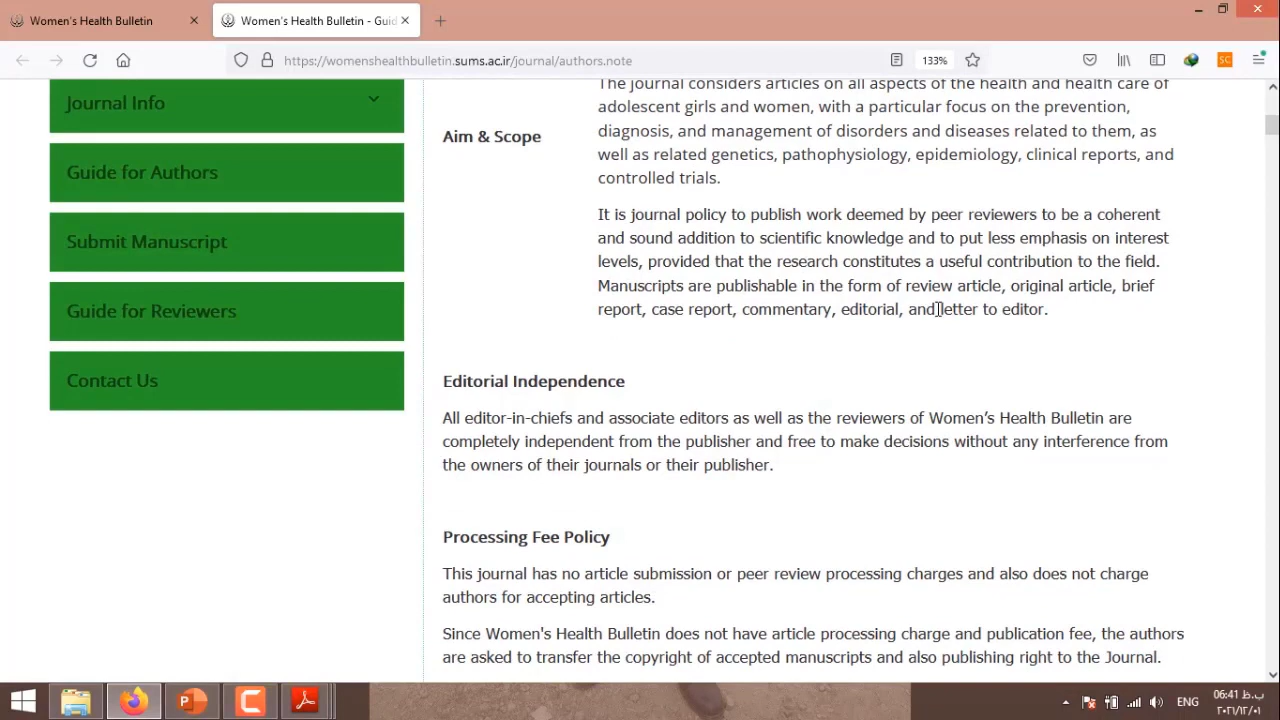 Women's Health Bulletin
Women's Health Bulletin - Guid
https://womenshealthbulletin.sums.ac.ir/journal/authors.note
133%
SC
Journal Info
Guide for Authors
Submit Manuscript
Guide for Reviewers
Contact Us
The journal considers articles on all aspects of the health and health care of
adolescent girls and women, with a particular focus on the prevention,
Aim & Scope
diagnosis, and management of disorders and diseases related to them, as
well as related genetics, pathophysiology, epidemiology, clinical reports, and
controlled trials.
It is journal policy to publish work deemed by peer reviewers to be a coherent
and sound addition to scientific knowledge and to put less emphasis on interest
levels, provided that the research constitutes a useful contribution to the field.
Manuscripts are publishable in the form of review article, original article, brief
report, case report, commentary, editorial, and letter to editor.
Editorial Independence
All editor-in-chiefs and associate editors as well as the reviewers of Women’s Health Bulletin are
completely independent from the publisher and free to make decisions without any interference from
the owners of their journals or their publisher.
Processing Fee Policy
This journal has no article submission or peer review processing charges and also does not charge
authors for accepting articles.
Since Women's Health Bulletin does not have article processing charge and publication fee, the authors
are asked to transfer the copyright of accepted manuscripts and also publishing right to the Journal.
ENG
06:41 ب.ظ
۲۰۲۱/۱۲/۰۱